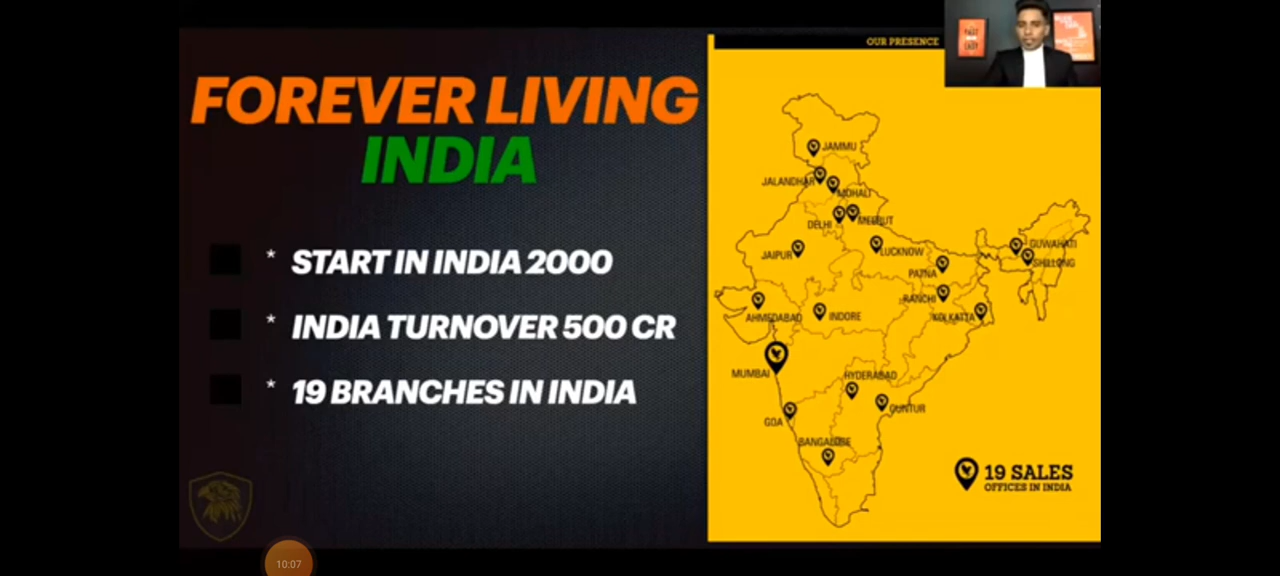 OUR PRESENCE
FOREVER LIVING
INDIA
* START IN INDIA 2000
* INDIA TURNOVER 500 CR
* 19 BRANCHES IN INDIA
JAMMU
JALANDHAR
MOHALI
DELHI
MEERUT
JAIPUR
LUCKNOW
GUWAHATI
SHILLONG
PATNA
RANCHI
AHMEDABAD
INDORE
KOLKATTA
MUMBAI
HYDERABAD
GOA
GUNTUR
BANGALORE
19 SALES
OFFICES IN INDIA
10:07